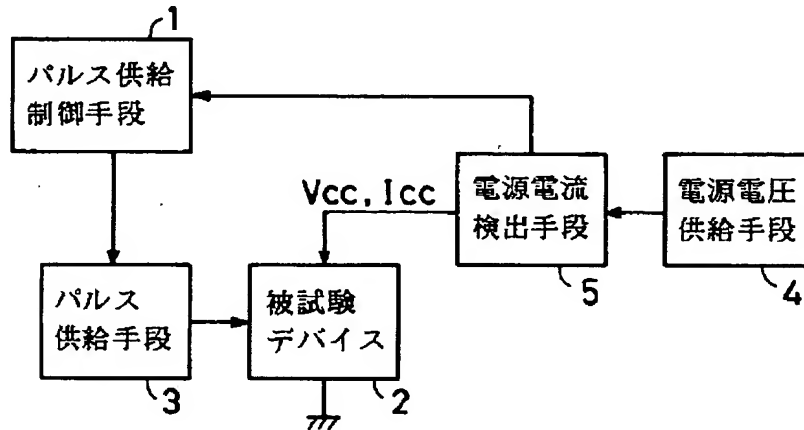 1
パルス供給
制御手段
Vcc, Icc
電源電流
検出手段
5
電源電圧
供給手段
4
パルス
供給手段
3
被試験
デバイス
2